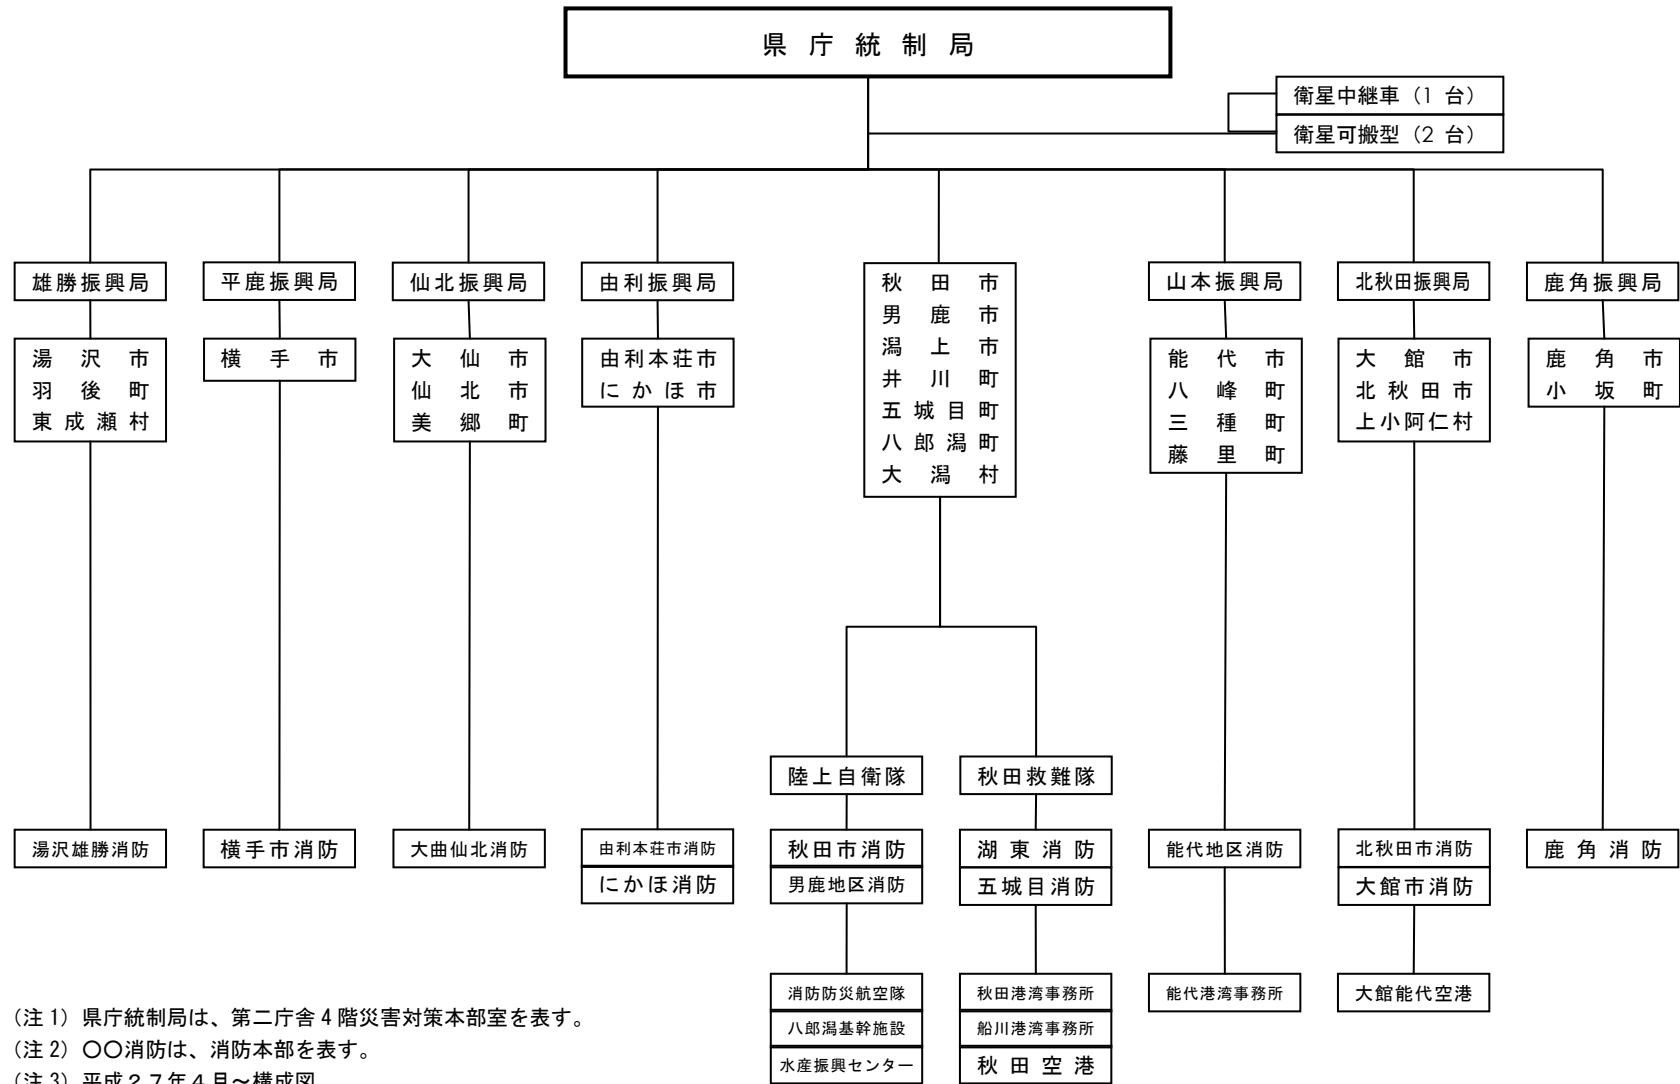 県庁統制局
衛星中継車（1 台）
衛星可搬型（2 台）
雄勝振興局
湯沢市
羽後町
東成瀬村
湯沢雄勝消防
平鹿振興局
横手市
横手市消防
仙北振興局
大仙市
仙北市
美郷町
大曲仙北消防
由利振興局
由利本荘市
にかほ市
由利本荘市消防
にかほ消防
秋田市
男鹿市
潟上市
井川町
五城目町
八郎潟町
大潟村
陸上自衛隊
秋田市消防
男鹿地区消防
消防防災航空隊
八郎潟基幹施設
水産振興センター
秋田救難隊
湖東消防
五城目消防
秋田港湾事務所
船川港湾事務所
秋田空港
山本振興局
能代市
八峰町
三種町
藤里町
能代地区消防
能代港湾事務所
北秋田振興局
大館市
北秋田市
上小阿仁村
北秋田市消防
大館市消防
大館能代空港
鹿角振興局
鹿角市
小坂町
鹿角消防
（注 1）県庁統制局は、第二庁舎 4 階災害対策本部室を表す。
（注 2）〇〇消防は、消防本部を表す。
（注 3）平成２７年４月～構成図